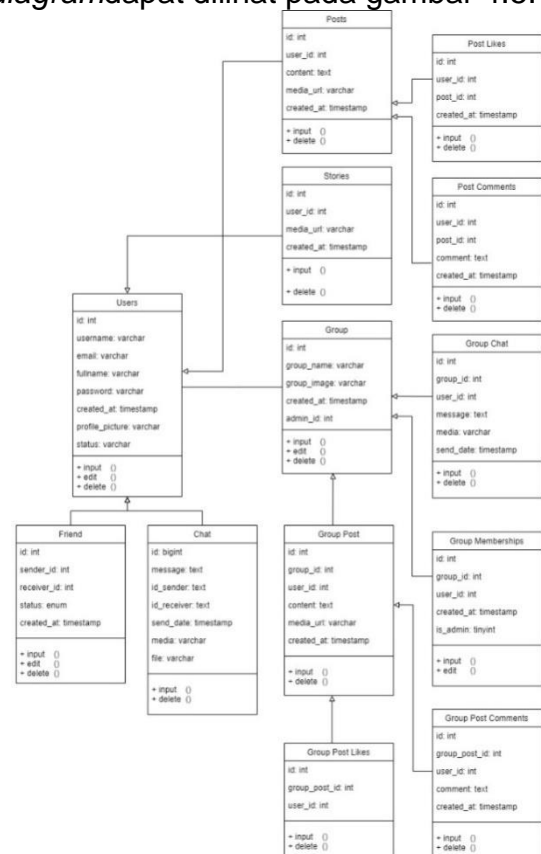 diagram dapat dilihat pada gambar 4.6.
Posts
id: int
user_id: int
content: text
media_url: varchar
created_at: timestamp
+ input ()
+ delete ()
Post Likes
id: int
user_id: int
post_id: int
created_at: timestamp
+ input ()
+ delete ()
Stories
id: int
user_id: int
media_url: varchar
created_at: timestamp
+ input ()
+ delete ()
Post Comments
id: int
user_id: int
post_id: int
comment: text
created_at: timestamp
+ input ()
+ delete ()
Users
id: int
username: varchar
email: varchar
fullname: varchar
password: varchar
created_at: timestamp
profile_picture: varchar
status: varchar
+ input ()
+ edit ()
+ delete ()
Group
id: int
group_name: varchar
group_image: varchar
created_at: timestamp
admin_id: int
+ input ()
+ edit ()
+ delete ()
Group Chat
id: int
group_id: int
user_id: int
message: text
media: varchar
send_date: timestamp
+ input ()
+ delete ()
Friend
id: int
sender_id: int
receiver_id: int
status: enum
created_at: timestamp
+ input ()
+ edit ()
+ delete ()
Chat
id: bigint
message: text
id_sender: text
id_receiver: text
send_date: timestamp
media: varchar
file: varchar
+ input ()
+ delete ()
Group Post
id: int
group_id: int
user_id: int
content: text
media_url: varchar
created_at: timestamp
+ input ()
+ delete ()
Group Memberships
id: int
group_id: int
user_id: int
created_at: timestamp
is_admin: tinyint
+ input ()
+ edit ()
Group Post Likes
id: int
group_post_id: int
user_id: int
+ input ()
+ delete ()
Group Post Comments
id: int
group_post_id: int
user_id: int
comment: text
created_at: timestamp
+ input ()
+ delete ()